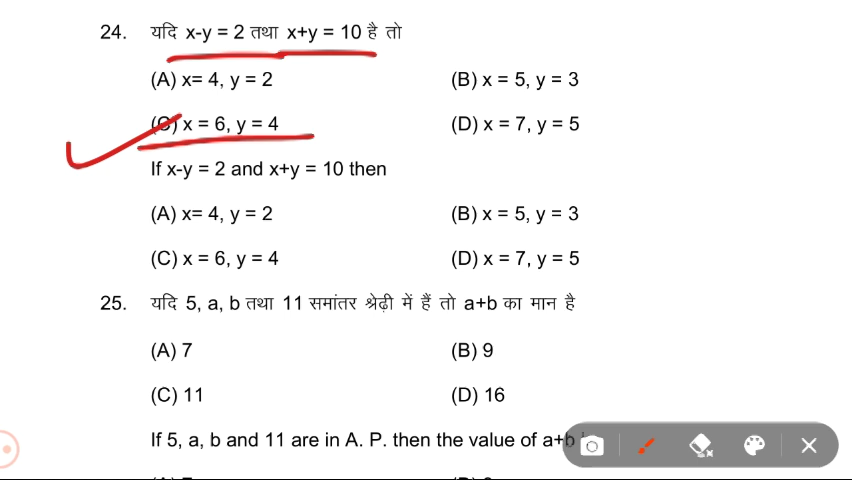 24. यदि x-y = 2 तथा x+y = 10 है तो
(A) x= 4, y = 2 (B) x = 5, y = 3
(C) x = 6, y = 4 (D) x = 7, y = 5
If x-y = 2 and x+y = 10 then
(A) x= 4, y = 2 (B) x = 5, y = 3
(C) x = 6, y = 4 (D) x = 7, y = 5
25. यदि 5, a, b तथा 11 समांतर श्रेढ़ी में हैं तो a+b का मान है
(A) 7 (B) 9
(C) 11 (D) 16
If 5, a, b and 11 are in A. P. then the value of a+b